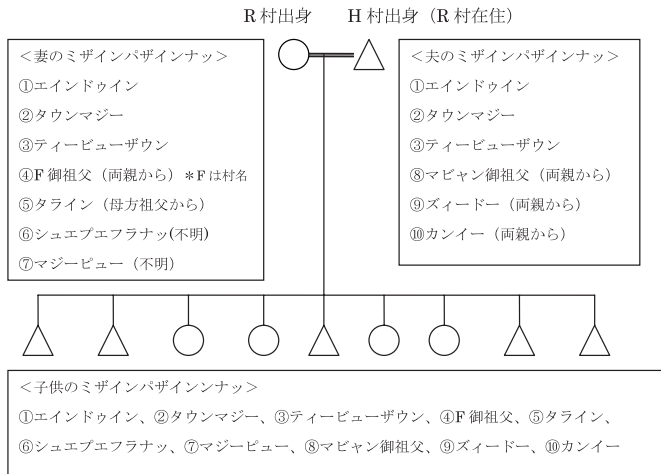 R 村出身 H 村出身（R 村在住）
＜妻のミザインパザインナッ＞
①エインドゥイン
②タウンマジー
③ティービューザウン
④F 御祖父（両親から）＊F は村名
⑤タライン（母方祖父から）
⑥シュエプエフラナッ(不明)
⑦マジーピュー（不明）
＜夫のミザインパザインナッ＞
①エインドゥイン
②タウンマジー
③ティービューザウン
⑧マビャン御祖父（両親から）
⑨ズィードー（両親から）
⑩カンイー（両親から）
＜子供のミザインパザインンナッ＞
①エインドゥイン、②タウンマジー、③ティービューザウン、④F 御祖父、⑤タライン、
⑥シュエプエフラナッ、⑦マジーピュー、⑧マビャン御祖父、⑨ズィードー、⑩カンイー